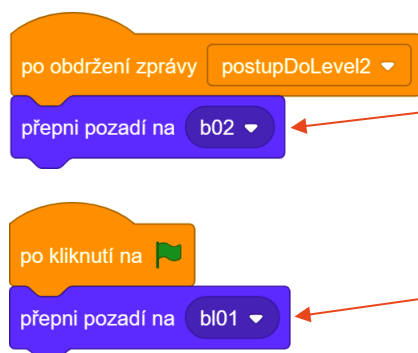 po obdržení zprávy postupDoLevel2
přepni pozadí na b02
po kliknutí na
přepni pozadí na bl01